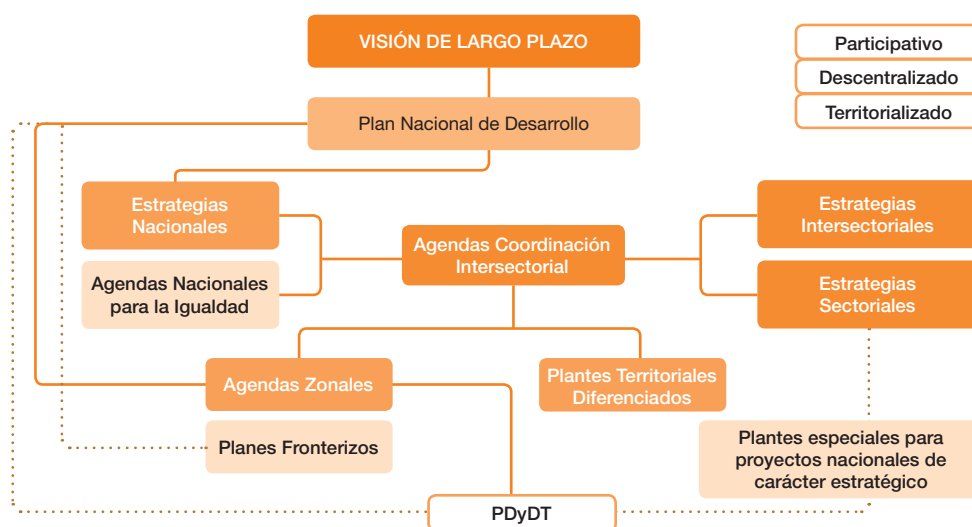 VISIÓN DE LARGO PLAZO
Participativo
Descentralizado
Territorializado
Plan Nacional de Desarrollo
Estrategias
Nacionales
Agendas Nacionales
para la Igualdad
Agendas Coordinación
Intersectorial
Estrategias
Intersectoriales
Estrategias
Sectoriales
Agendas Zonales
Plantes Territoriales
Diferenciados
Planes Fronterizos
Plantes especiales para
proyectos nacionales de
carácter estratégico
PDyDT